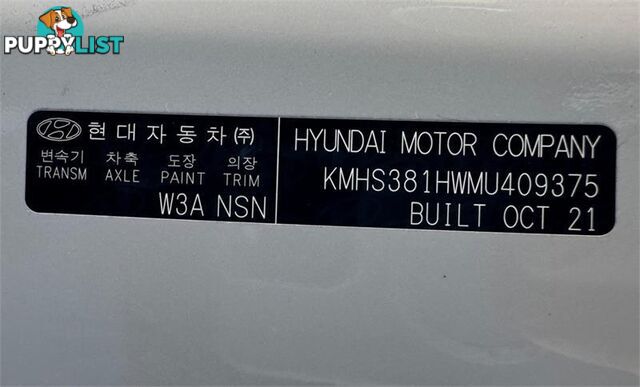 PUPPYLIST
현대자동차㈜
변속기 차축 도장 의장
TRANSM AXLE PAINT TRIM
W3A NSN
HYUNDAI MOTOR COMPANY
KMHS381HWMU409375
BUILT OCT 21